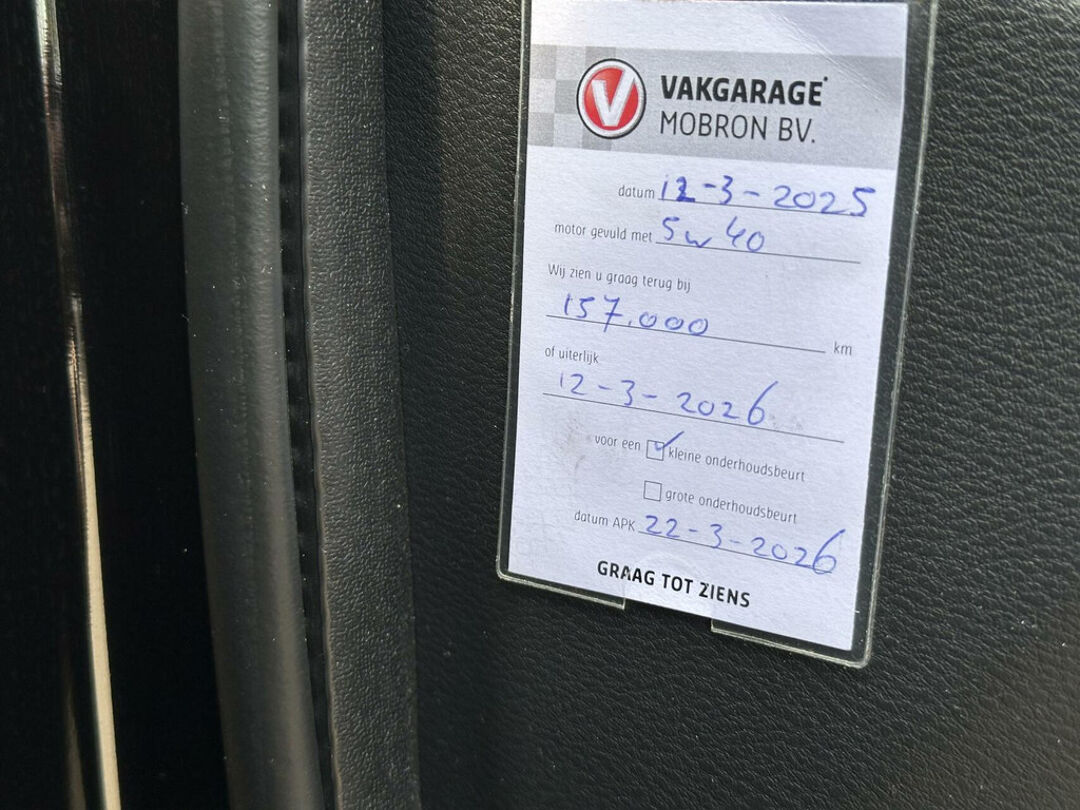 V VAKGARAGE
MOBRON BV.
datum 12-3-2025
motor gevuld met 5w40
Wij zien u graag terug bij
157.000 km
of uiterlijk
12-3-2026
voor een kleine onderhoudsbeurt
grote onderhoudsbeurt
datum APK 22-3-2026
GRAAG TOT ZIENS